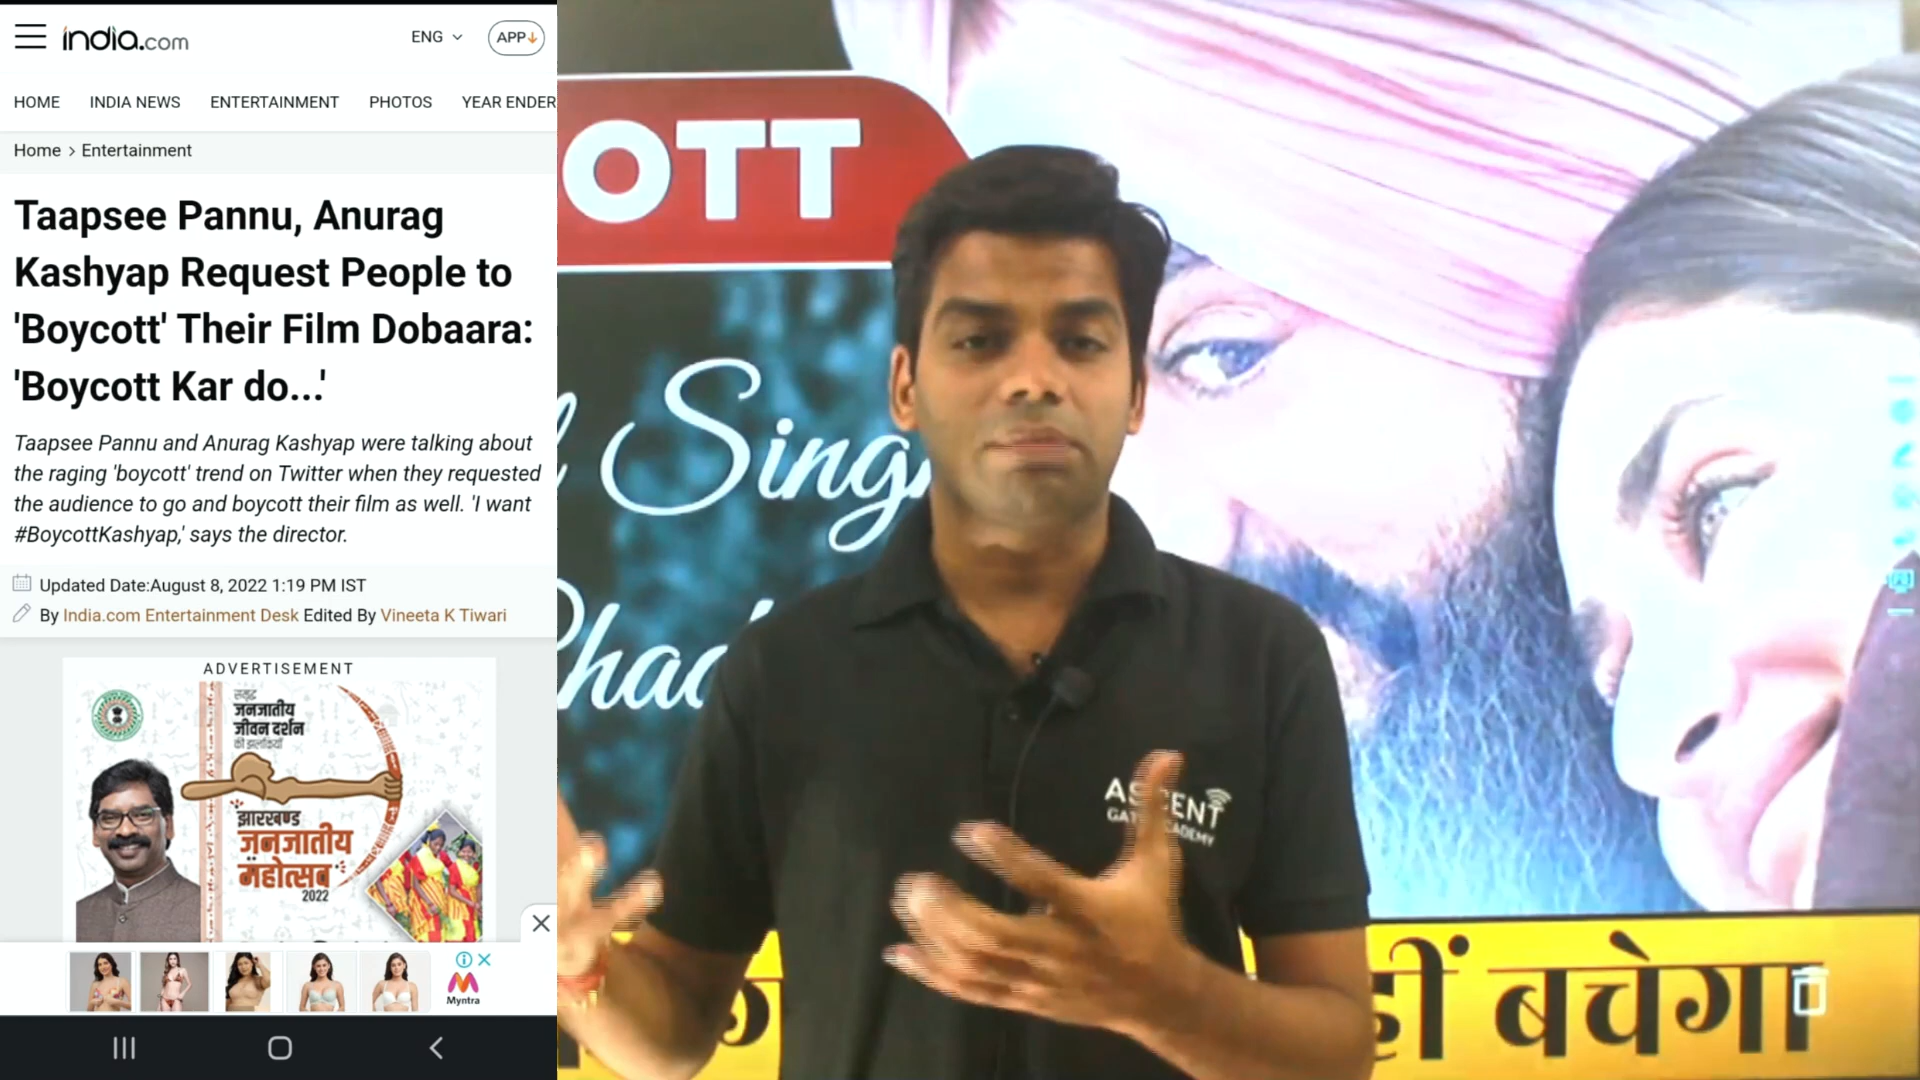 india.com
ENG
APP
HOME INDIA NEWS ENTERTAINMENT PHOTOS YEAR ENDER
Home > Entertainment
Taapsee Pannu, Anurag
Kashyap Request People to
'Boycott' Their Film Dobaara:
'Boycott Kar do...'
Taapsee Pannu and Anurag Kashyap were talking about
the raging 'boycott' trend on Twitter when they requested
the audience to go and boycott their film as well. 'I want
#BoycottKashyap,' says the director.
Updated Date:August 8, 2022 1:19 PM IST
By India.com Entertainment Desk Edited By Vineeta K Tiwari
ADVERTISEMENT
जनजातीय
जीवन दर्शन
की झलकियाँ
झारखण्ड
जनजातीय
महोत्सव
2022
Myntra
OTT
Sing
Chad
ASCENT
GATE ACADEMY
हीं बचेगा